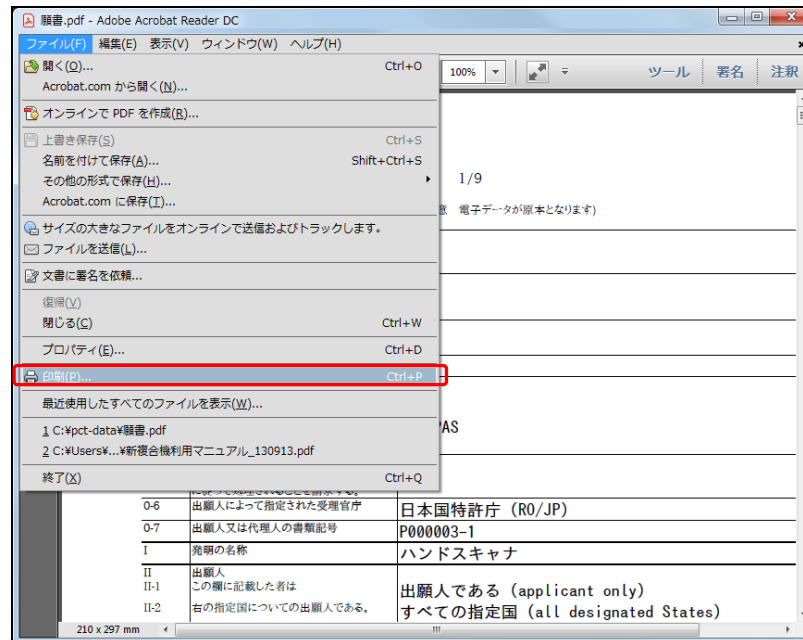 願書.pdf - Adobe Acrobat Reader DC
ファイル(F) 編集(E) 表示(V) ウィンドウ(W) ヘルプ(H)
開く(O)... Ctrl+O
Acrobat.com から開く(N)...
100%
ツール 署名 注釈
オンラインで PDF を作成(R)...
上書き保存(S) Ctrl+S
名前を付けて保存(A)... Shift+Ctrl+S
その他の形式で保存(H)...
Acrobat.com に保存(T)...
1/9
電子データが原本となります)
サイズの大きなファイルをオンラインで送信およびトラックします。
ファイルを送信(L)...
文書に署名を依頼...
復帰(V)
閉じる(C) Ctrl+W
プロパティ(E)... Ctrl+D
印刷(P)... Ctrl+P
最近使用したすべてのファイルを表示(W)...
1 C:¥pct-data¥願書.pdf
2 C:¥Users¥...¥新複合機利用マニュアル_130913.pdf
PAS
終了(X) Ctrl+Q
0-6 出願人によって指定された受理官庁 日本国特許庁 (RO/JP)
0-7 出願人又は代理人の書類記号 P000003-1
I 発明の名称 ハンドスキャナ
II 出願人
II-1 この欄に記載した者は 出願人である (applicant only)
II-2 右の指定国についての出願人である。 すべての指定国 (all designated States)
210 x 297 mm